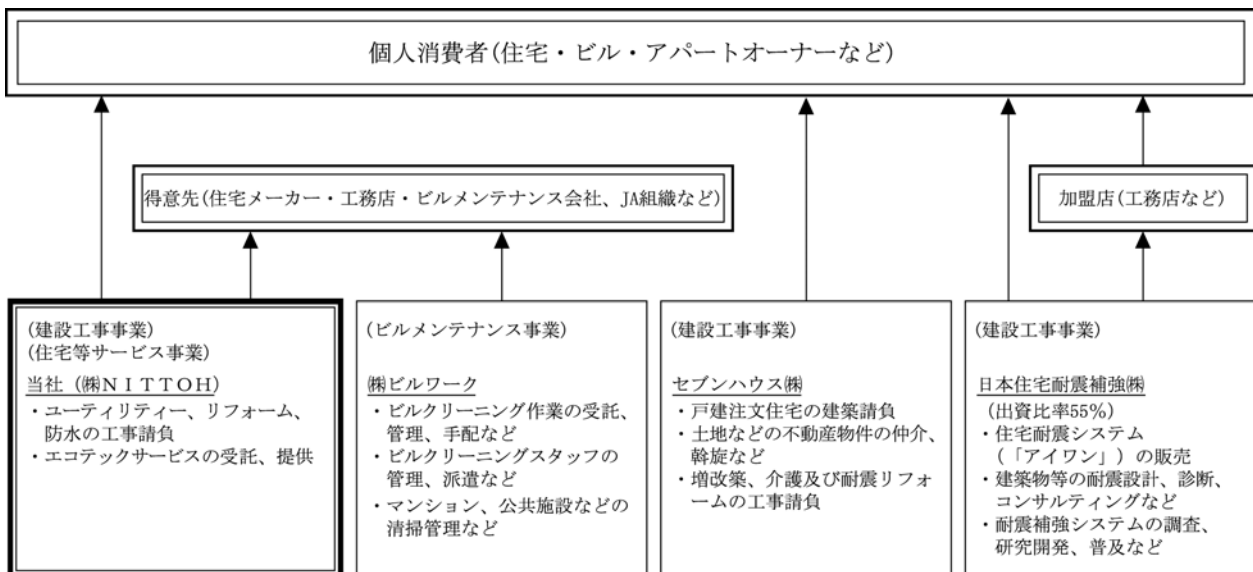 個人消費者(住宅・ビル・アパートオーナーなど)
得意先(住宅メーカー・工務店・ビルメンテナンス会社、JA組織など)
加盟店(工務店など)
(建設工事事業)
(住宅等サービス事業)
当社(㈱NITTOH)
・ユーティリティー、リフォーム、
防水の工事請負
・エコテックサービスの受託、提供
(ビルメンテナンス事業)
㈱ビルワーク
・ビルクリーニング作業の受託、
管理、手配など
・ビルクリーニングスタッフの
管理、派遣など
・マンション、公共施設などの
清掃管理など
(建設工事事業)
セブンハウス㈱
・戸建注文住宅の建築請負
・土地などの不動産物件の仲介、
斡旋など
・増改築、介護及び耐震リフォ
ームの工事請負
(建設工事事業)
日本住宅耐震補強㈱
(出資比率55%)
・住宅耐震システム
(「アイワン」)の販売
・建築物等の耐震設計、診断、
コンサルティングなど
・耐震補強システムの調査、
研究開発、普及など